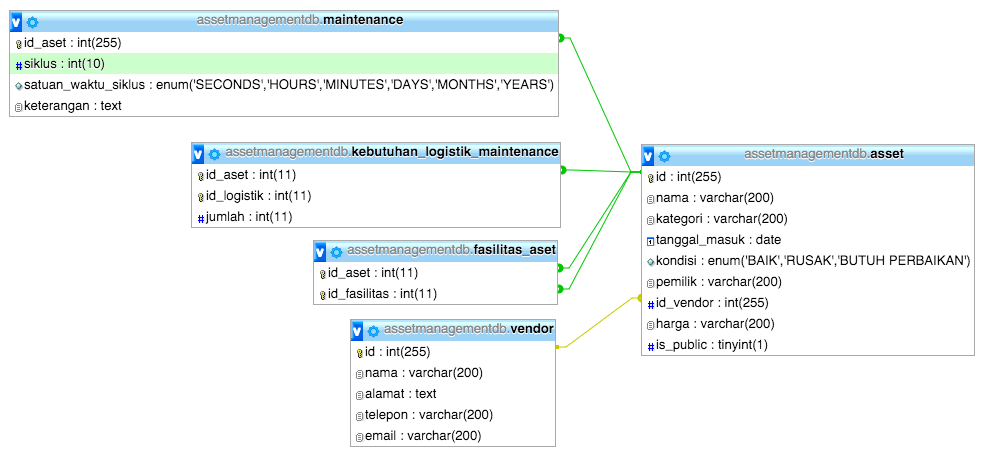 assetmanagementdb.maintenance
id_aset : int(255)
siklus : int(10)
satuan_waktu_siklus : enum('SECONDS','HOURS','MINUTES','DAYS','MONTHS','YEARS')
keterangan : text
assetmanagementdb.kebutuhan_logistik_maintenance
id_aset : int(11)
id_logistik : int(11)
jumlah : int(11)
assetmanagementdb.fasilitas_aset
id_aset : int(11)
id_fasilitas : int(11)
assetmanagementdb.vendor
id : int(255)
nama : varchar(200)
alamat : text
telepon : varchar(200)
email : varchar(200)
assetmanagementdb.asset
id : int(255)
nama : varchar(200)
kategori : varchar(200)
tanggal_masuk : date
kondisi : enum('BAIK','RUSAK','BUTUH PERBAIKAN')
pemilik : varchar(200)
id_vendor : int(255)
harga : varchar(200)
is_public : tinyint(1)